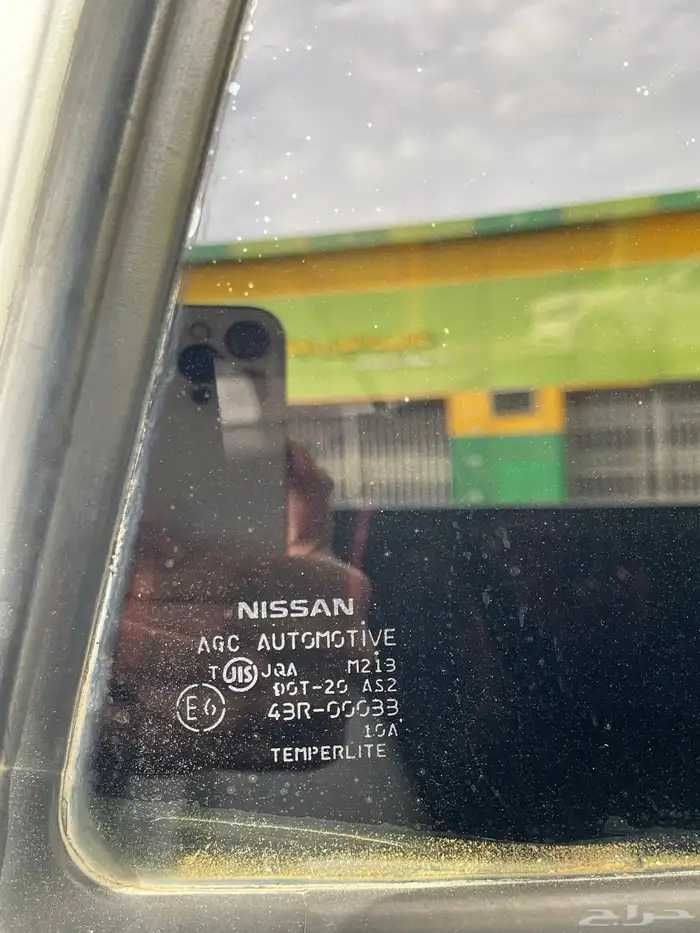 NISSAN
AGC AUTOMOTIVE
T JIS JQA M213
DOT-20 AS2
E6 43R-00033
10A
TEMPERLITE
حراج